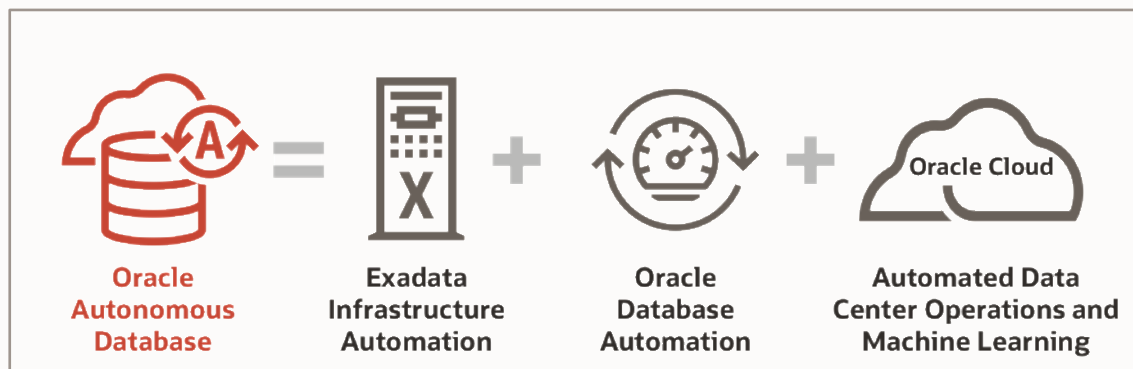 A
=
X
+
+
Oracle Cloud
Oracle
Autonomous
Database
Exadata
Infrastructure
Automation
Oracle
Database
Automation
Automated Data
Center Operations and
Machine Learning